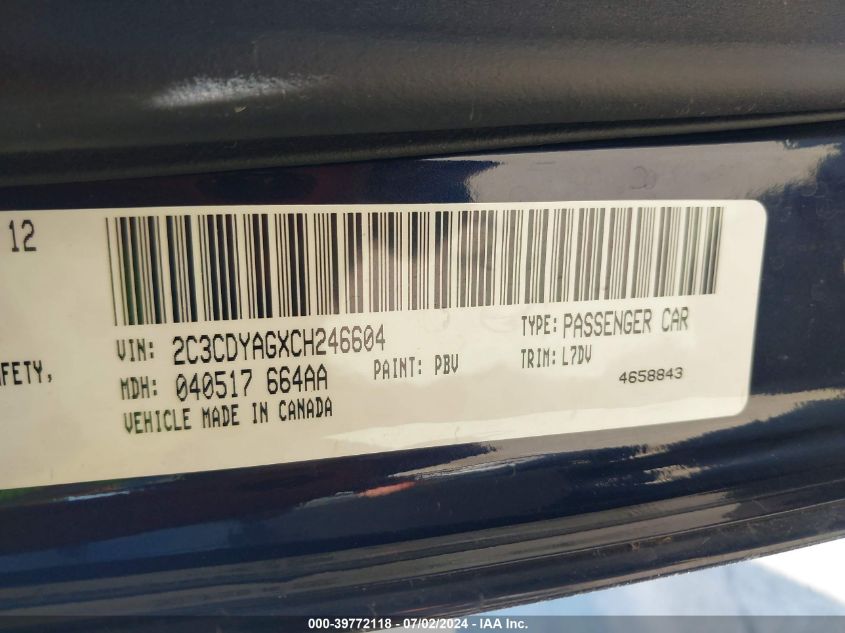 12
AFETY,
VIN: 2C3CDYAGXCH246604
TYPE: PASSENGER CAR
MDH: 040517 664AA
PAINT: PBV
TRIM: L7DV
VEHICLE MADE IN CANADA
4658843
000-39772118 - 07/02/2024 - IAA Inc.